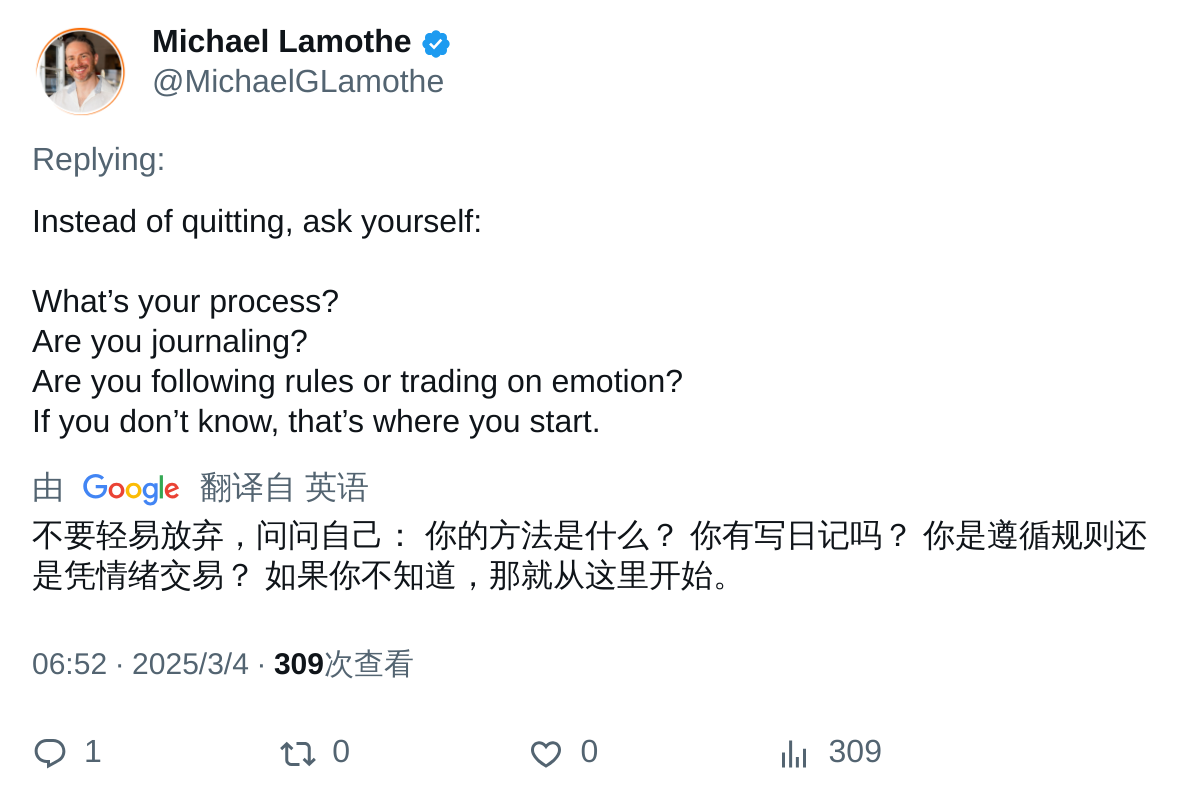 Michael Lamothe
@MichaelGLamothe
Replying:
Instead of quitting, ask yourself:
What’s your process?
Are you journaling?
Are you following rules or trading on emotion?
If you don’t know, that’s where you start.
由 Google 翻译自 英语
不要轻易放弃，问问自己： 你的方法是什么？ 你有写日记吗？ 你是遵循规则还
是凭情绪交易？ 如果你不知道，那就从这里开始。
06:52 · 2025/3/4 · 309次查看
1 0 0 309